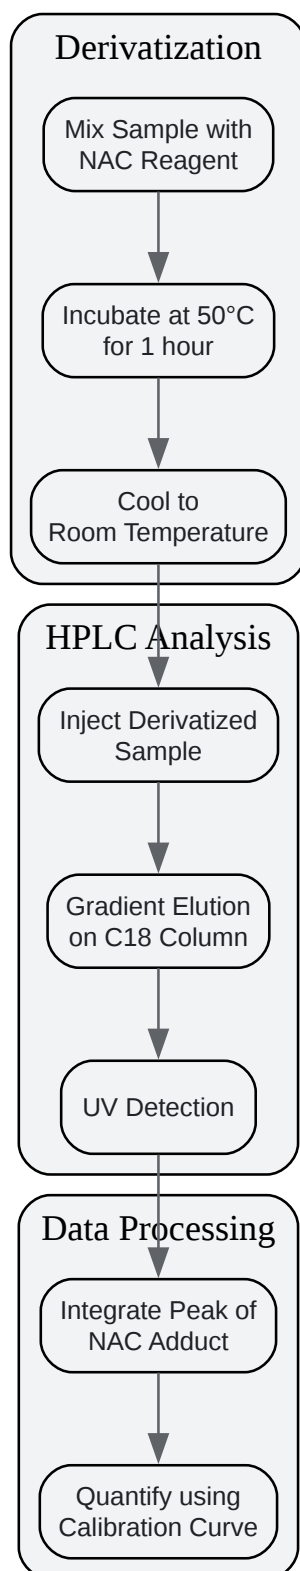 Derivatization
Mix Sample with
NAC Reagent
Incubate at 50°C
for 1 hour
Cool to
Room Temperature
HPLC Analysis
Inject Derivatized
Sample
Gradient Elution
on C18 Column
UV Detection
Data Processing
Integrate Peak of
NAC Adduct
Quantify using
Calibration Curve